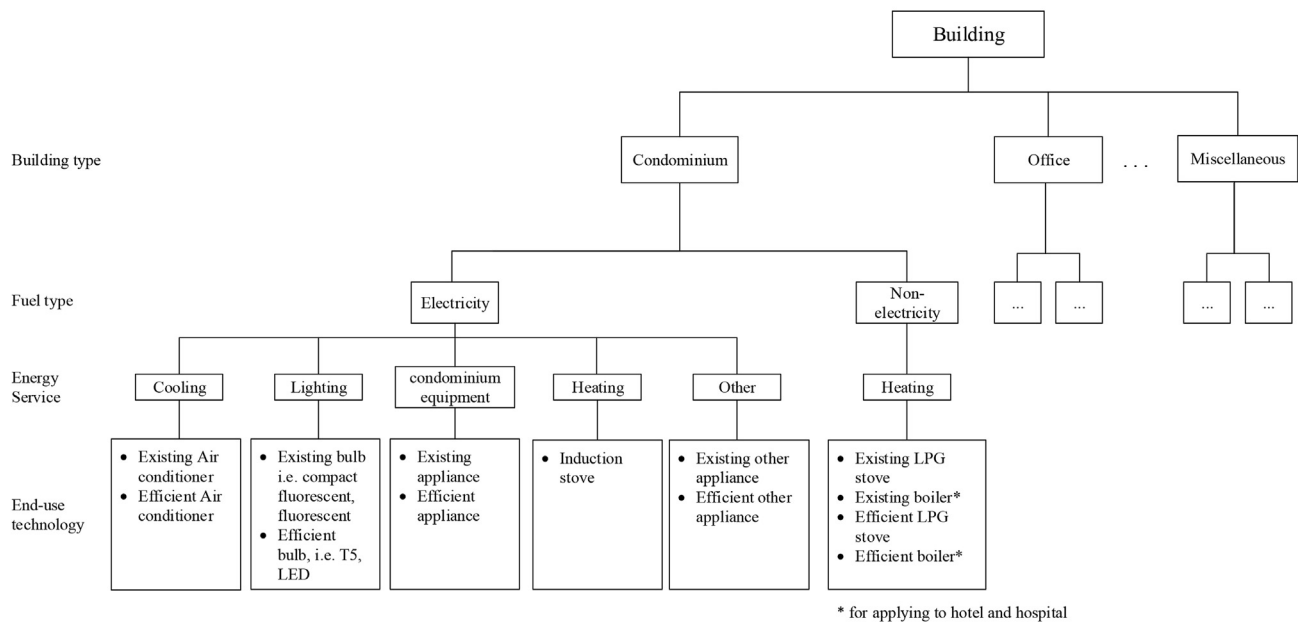 Building
Building type
Condominium
Office
. . .
Miscellaneous
Fuel type
Electricity
Non-
electricity
...
...
...
...
Energy
Service
Cooling
Lighting
condominium
equipment
Heating
Other
Heating
End-use
technology
• Existing Air
conditioner
• Efficient Air
conditioner
• Existing bulb
i.e. compact
fluorescent,
fluorescent
• Efficient
bulb, i.e. T5,
LED
• Existing
appliance
• Efficient
appliance
• Induction
stove
• Existing other
appliance
• Efficient other
appliance
• Existing LPG
stove
• Existing boiler*
• Efficient LPG
stove
• Efficient boiler*
* for applying to hotel and hospital